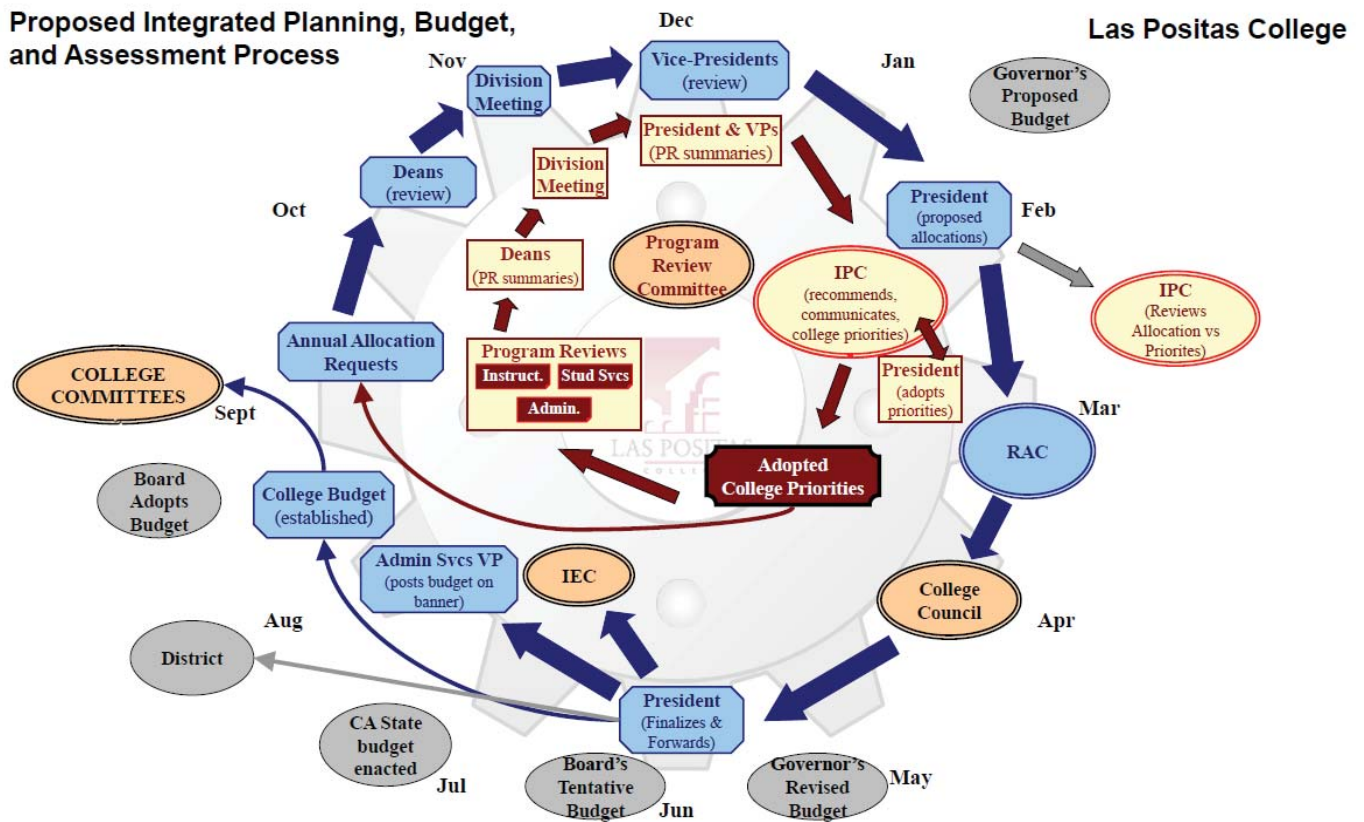 Proposed Integrated Planning, Budget,
and Assessment Process
Las Positas College
Dec
Nov
Jan
Division
Meeting
Vice-Presidents
(review)
Governor's
Proposed
Budget
President & VPs
(PR summaries)
Division
Meeting
Deans
(review)
Oct
President
(proposed
allocations)
Feb
Program
Review
Committee
Deans
(PR summaries)
IPC
(recommends,
communicates,
college priorities)
IPC
(Reviews
Allocation vs
Priorites)
Annual Allocation
Requests
Program Reviews
Instruct.
Stud Svcs
Admin.
President
(adopts
priorities)
COLLEGE
COMMITTEES
Sept
Mar
RAC
LAS POSITAS
COLLEGE
Adopted
College Priorities
Board
Adopts
Budget
College Budget
(established)
Admin Svcs VP
(posts budget on
banner)
IEC
College
Council
Apr
Aug
District
President
(Finalizes &
Forwards)
CA State
budget
enacted
Jul
Board's
Tentative
Budget
Jun
Governor's
Revised
Budget
May